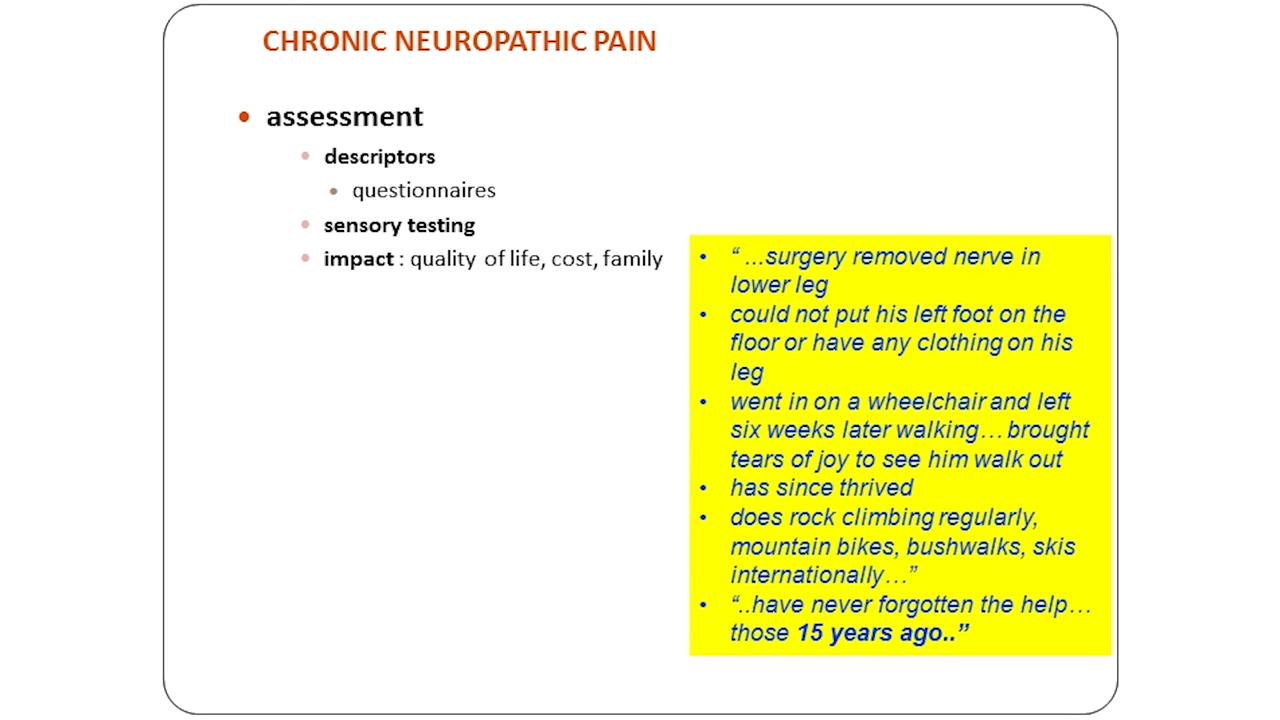 CHRONIC NEUROPATHIC PAIN
• assessment
• descriptors
• questionnaires
• sensory testing
• impact : quality of life, cost, family
• “ …surgery removed nerve in
lower leg
• could not put his left foot on the
floor or have any clothing on his
leg
• went in on a wheelchair and left
six weeks later walking…brought
tears of joy to see him walk out
• has since thrived
• does rock climbing regularly,
mountain bikes, bushwalks, skis
internationally…”
• “..have never forgotten the help…
those 15 years ago..”